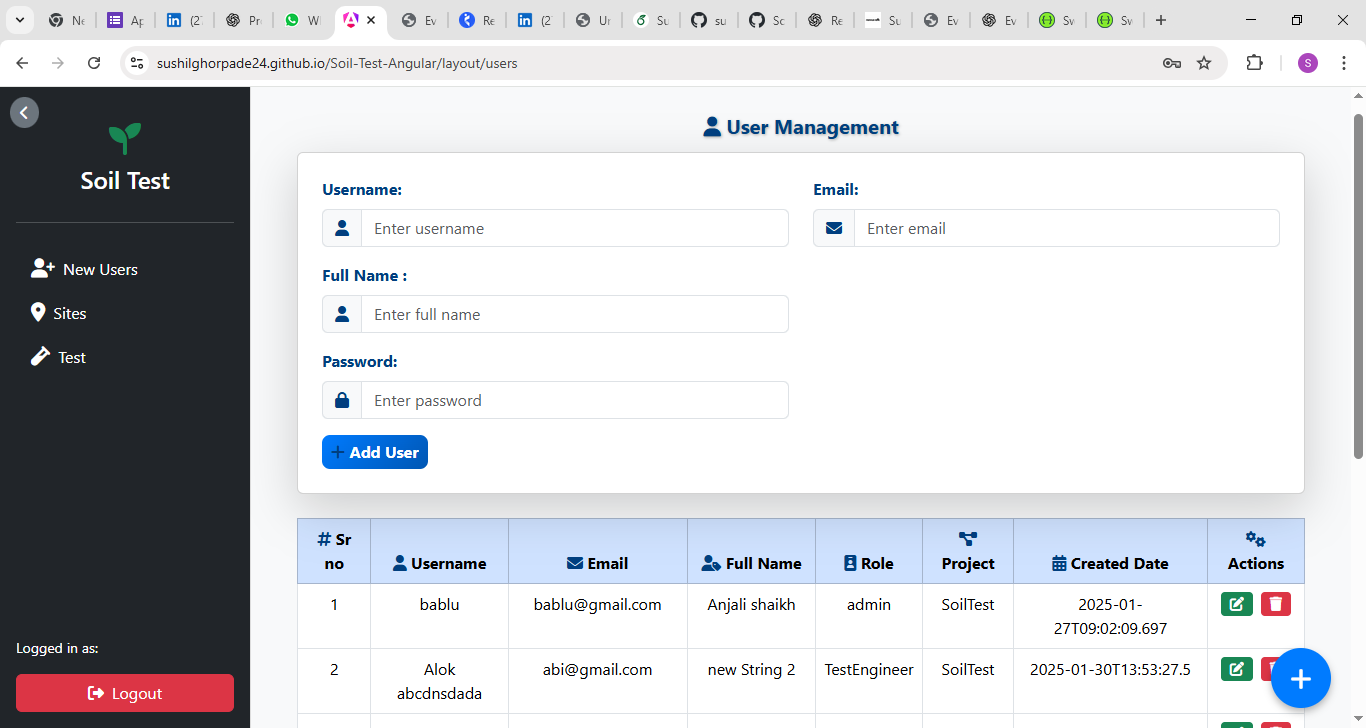 Ne
Ap
(2
Pr
W
Ev
Re
(2
Ur
Su
su
Sc
Re
Su
Ev
Ev
Sv
Sv
sushilghorpade24.github.io/Soil-Test-Angular/layout/users
S
Soil Test
New Users
Sites
Test
Logged in as:
Logout
User Management
Username:
Email:
Enter username
Enter email
Full Name :
Enter full name
Password:
Enter password
+ Add User
# Sr no
Username
Email
Full Name
Role
Project
Created Date
Actions
1
bablu
bablu@gmail.com
Anjali shaikh
admin
SoilTest
2025-01-
27T09:02:09.697
2
Alok
abcdnsdada
abi@gmail.com
new String 2
TestEngineer
SoilTest
2025-01-30T13:53:27.5